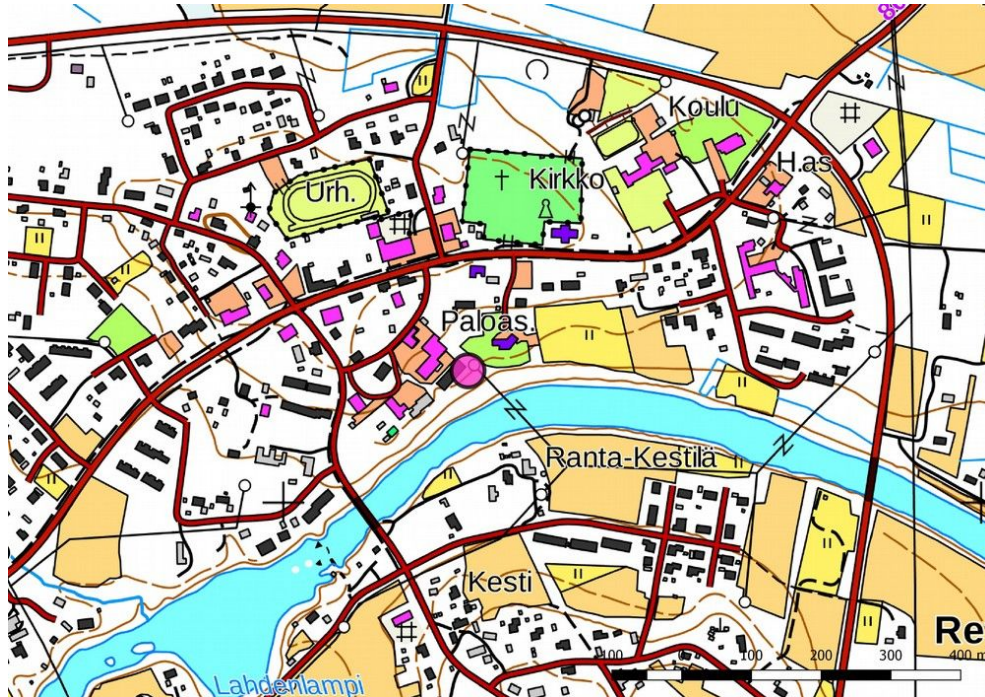 Koulu
Urh.
Kirkko
H.as
Paloas.
Ranta-Kestilä
Kesti
Re
100 0 100 200 300 400 m
Lahdenlampi